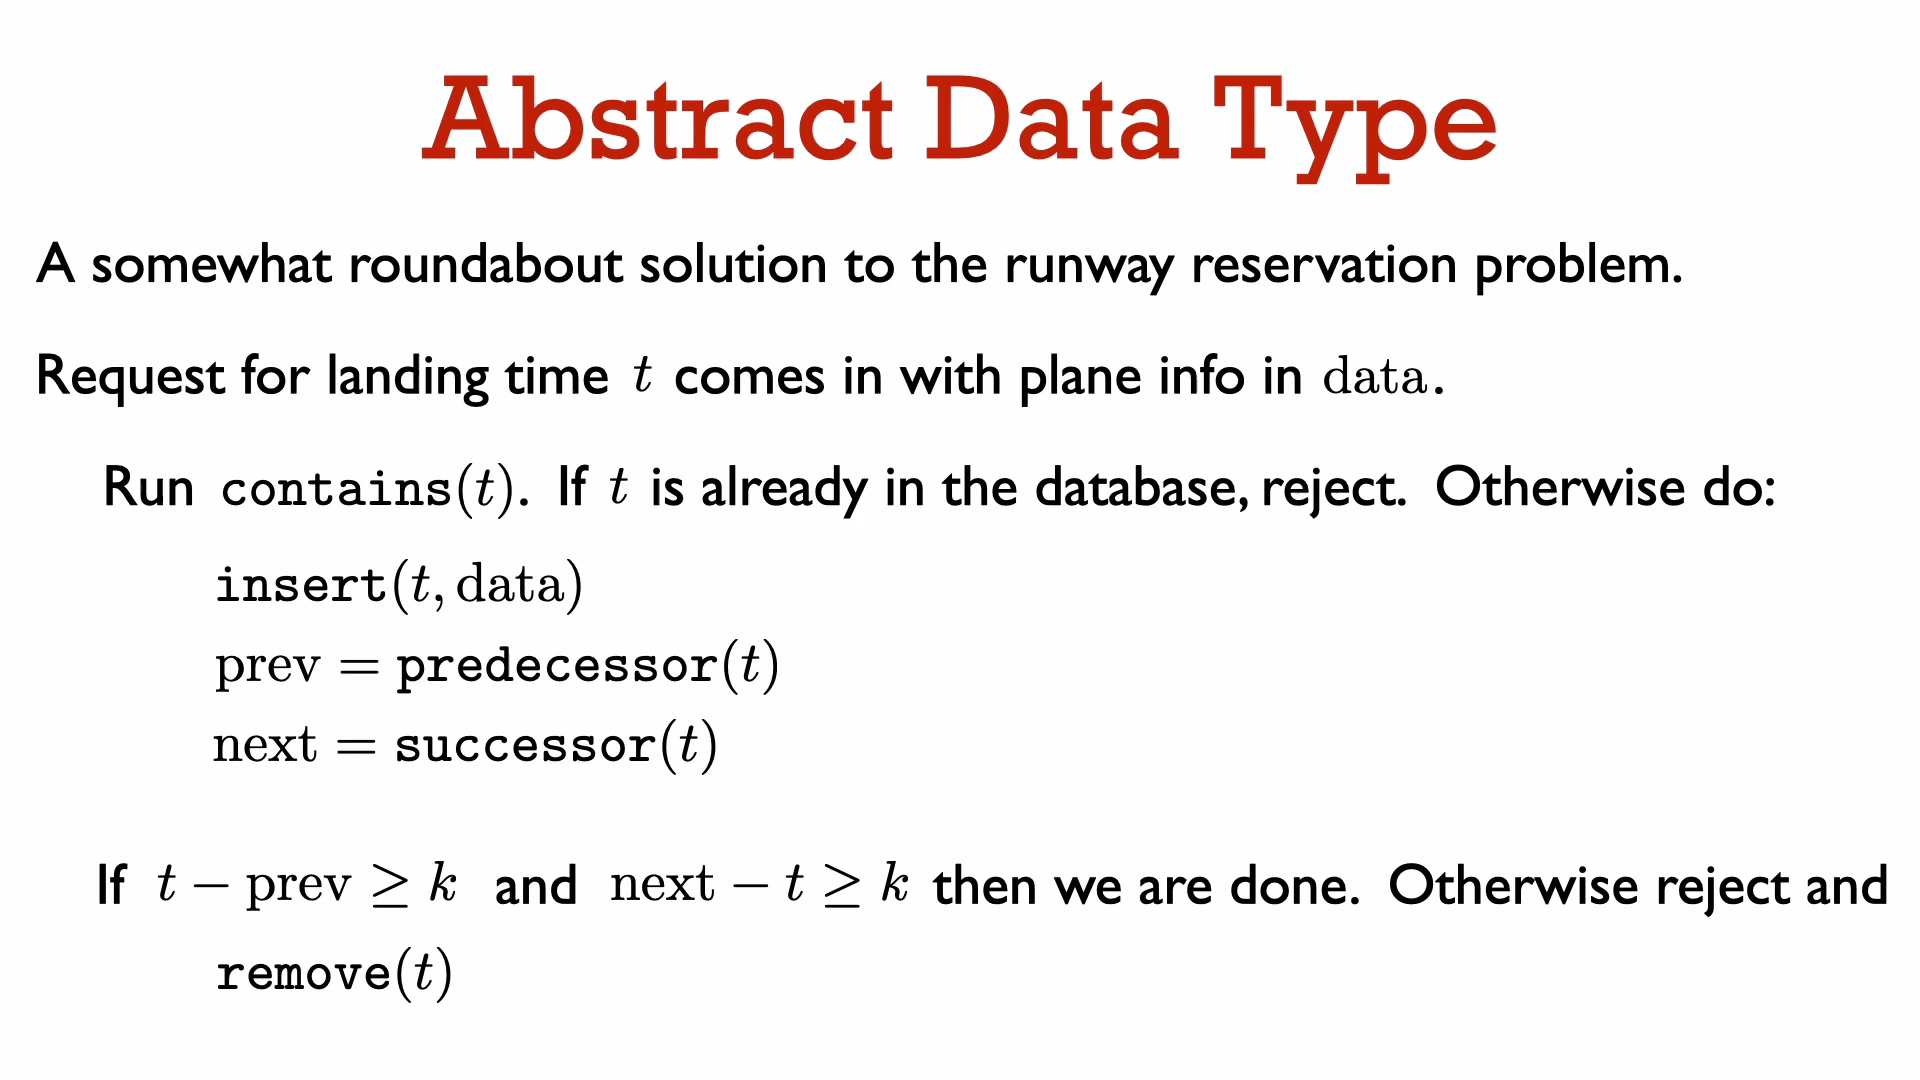 Abstract Data Type
A somewhat roundabout solution to the runway reservation problem.
Request for landing time t comes in with plane info in data.
Run contains(t). If t is already in the database, reject. Otherwise do:
insert(t, data)
prev = predecessor(t)
next = successor(t)
If t − prev ≥ k and next − t ≥ k then we are done. Otherwise reject and
remove(t)